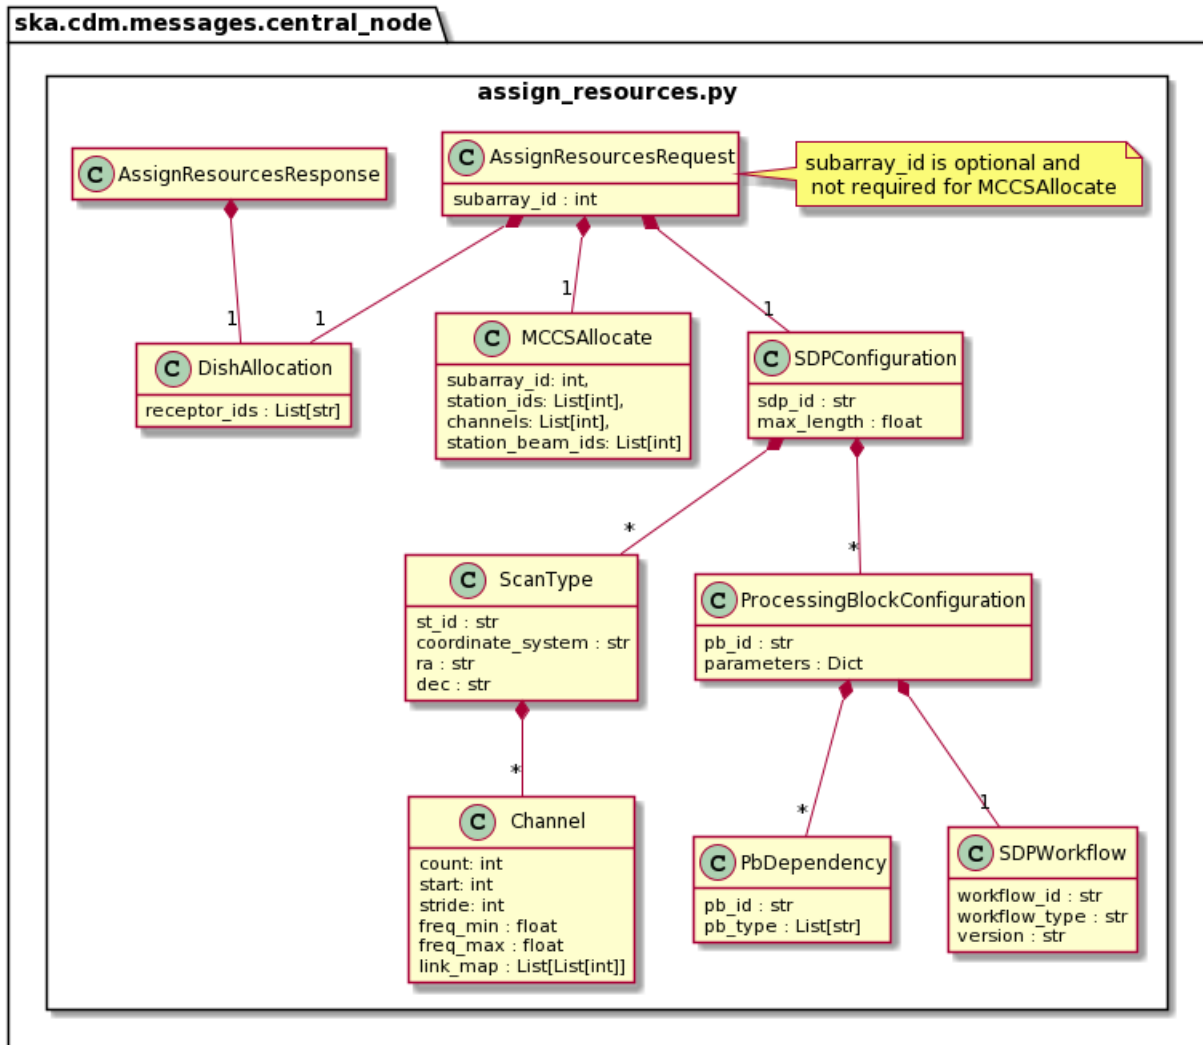 ska.cdm.messages.central_node
assign_resources.py
C AssignResourcesResponse
C AssignResourcesRequest
subarray_id : int
subarray_id is optional and
not required for MCCSAllocate
1
1
1
1
C DishAllocation
receptor_ids : List[str]
C MCCSAllocate
subarray_id: int,
station_ids: List[int],
channels: List[int],
station_beam_ids: List[int]
C SDPConfiguration
sdp_id : str
max_length : float
*
*
C ScanType
st_id : str
coordinate_system : str
ra : str
dec : str
C ProcessingBlockConfiguration
pb_id : str
parameters : Dict
*
*
1
C Channel
count: int
start: int
stride: int
freq_min : float
freq_max : float
link_map : List[List[int]]
C PbDependency
pb_id : str
pb_type : List[str]
C SDPWorkflow
workflow_id : str
workflow_type : str
version : str